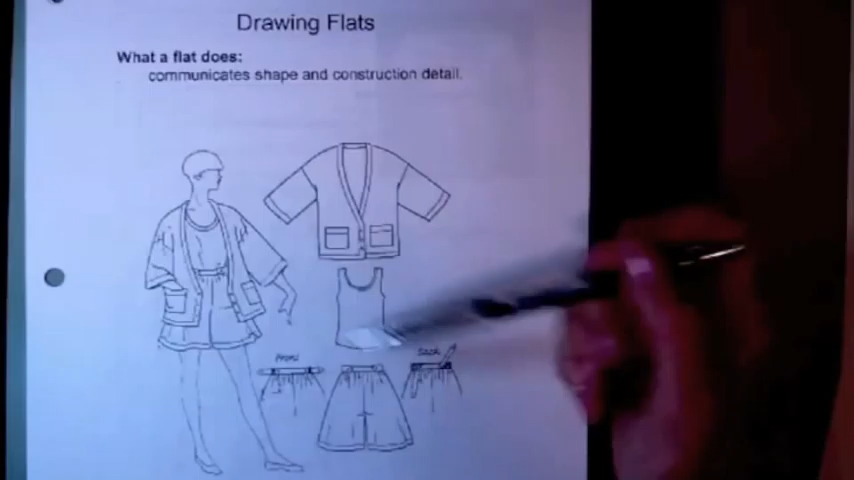 Drawing Flats
What a flat does:
communicates shape and construction detail.
Front
Back